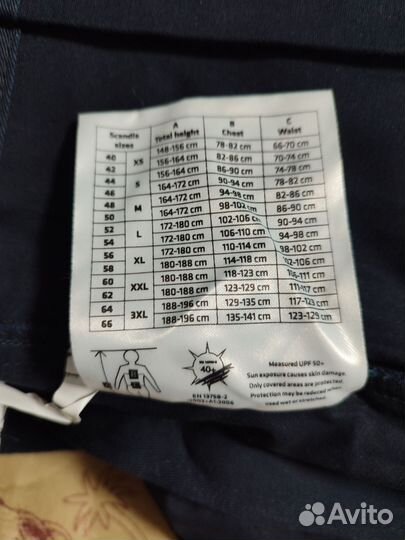 Scandin sizes A Total height B Chest C Waist
40 XS 148-156 cm 78-82 cm 66-70 cm
42 156-164 cm 82-86 cm 70-74 cm
44 S 156-164 cm 86-90 cm 74-78 cm
46 164-172 cm 90-94 cm 78-82 cm
48 M 164-172 cm 94-98 cm 82-86 cm
50 164-172 cm 98-102 cm 86-90 cm
52 L 172-180 cm 102-106 cm 90-94 cm
54 172-180 cm 106-110 cm 94-98 cm
56 XL 172-180 cm 110-114 cm 98-102 cm
58 180-188 cm 114-118 cm 102-106 cm
60 XXL 180-188 cm 118-123 cm 106-111 cm
62 180-188 cm 123-129 cm 111-117 cm
64 3XL 188-196 cm 129-135 cm 117-123 cm
66 188-196 cm 135-141 cm 123-129 cm
40+
EN 13758-2
Measured UPF 50+
Sun exposure causes skin damage.
Only covered areas are protected.
Protection may be reduced when
used wet or stretched.
Avito